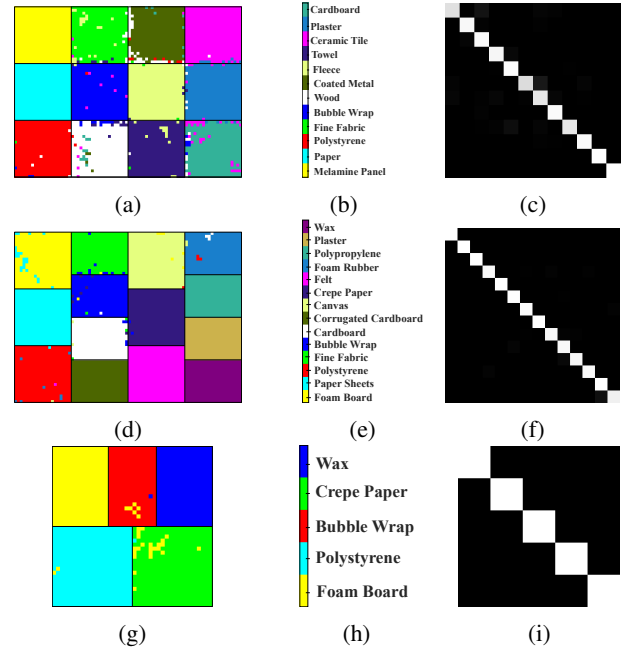 Cardboard
Plaster
Ceramic Tile
Towel
Fleece
Coated Metal
Wood
Bubble Wrap
Fine Fabric
Polystyrene
Paper
Melamine Panel
(a)
(b)
(c)
Wax
Plaster
Polypropylene
Foam Rubber
Felt
Crepe Paper
Canvas
Corrugated Cardboard
Cardboard
Bubble Wrap
Fine Fabric
Polystyrene
Paper Sheets
Foam Board
(d)
(e)
(f)
Wax
Crepe Paper
Bubble Wrap
Polystyrene
Foam Board
(g)
(h)
(i)